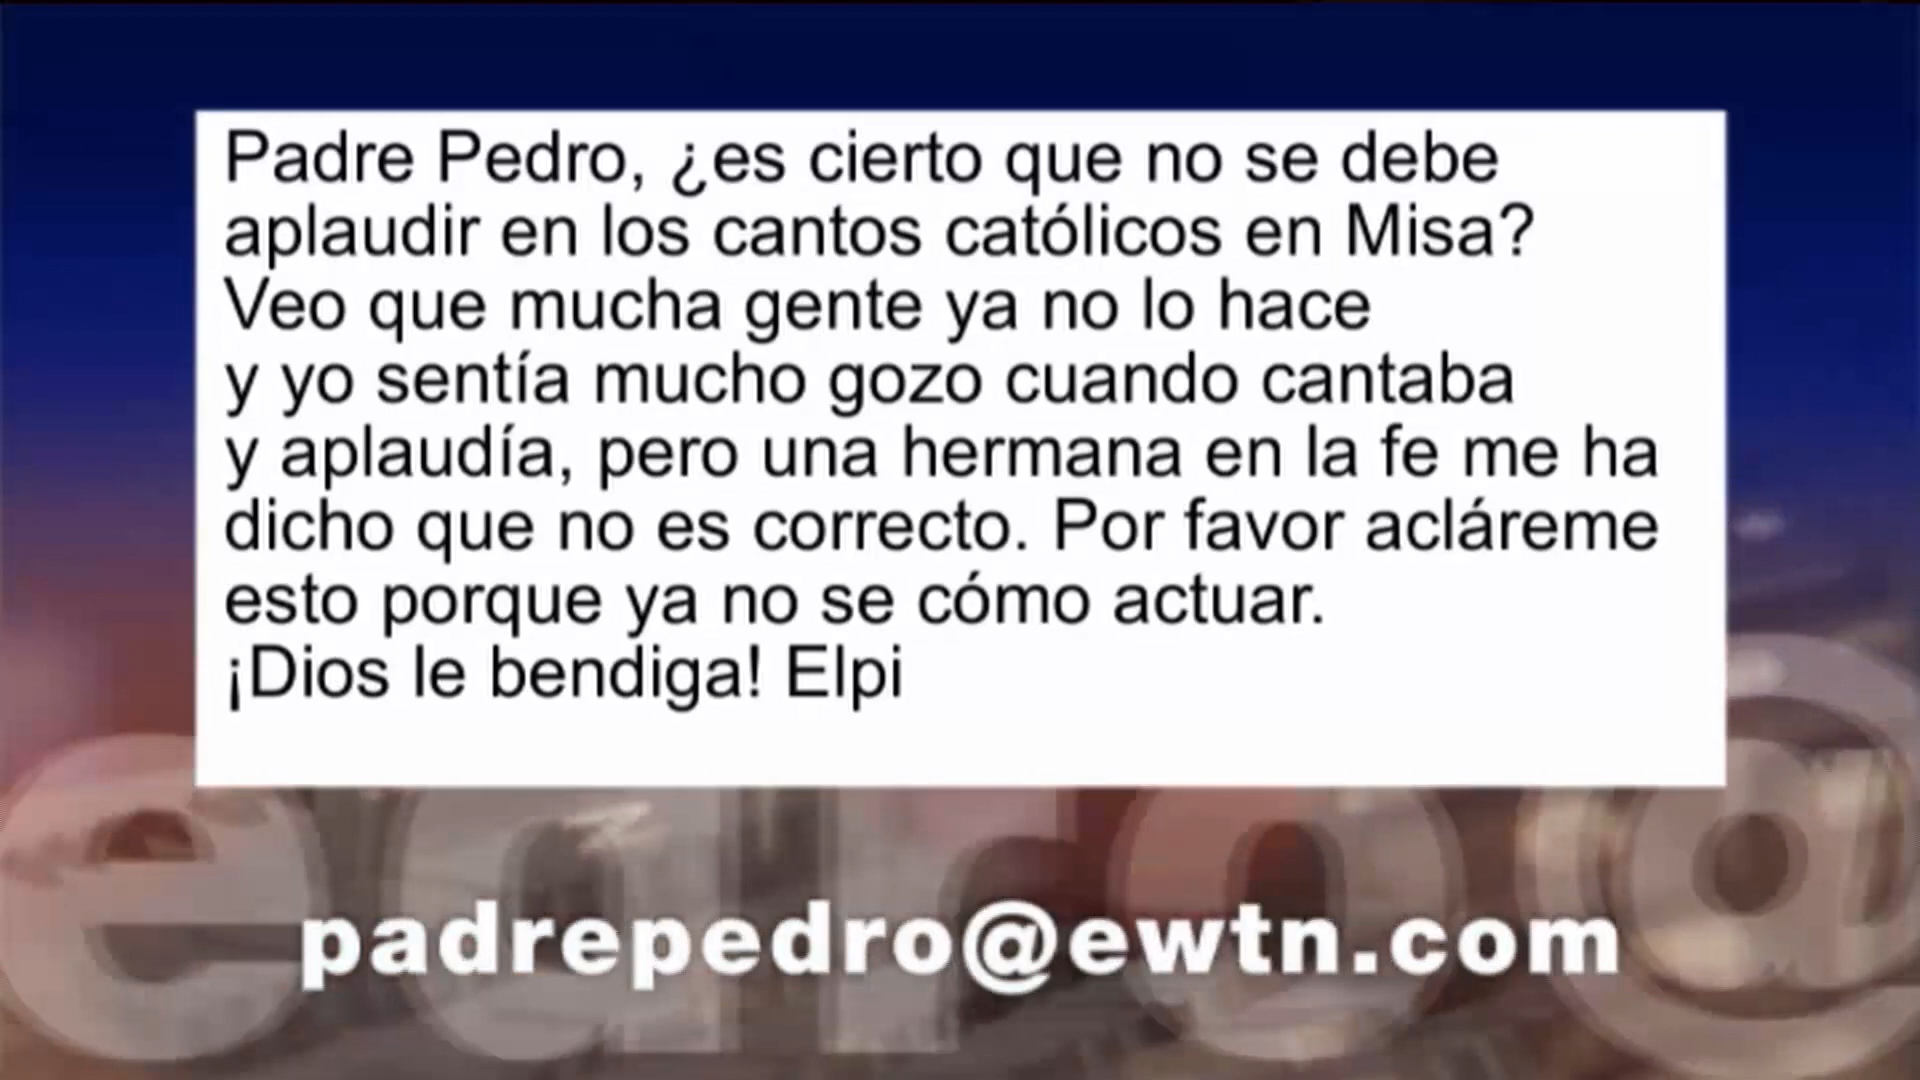 Padre Pedro, ¿es cierto que no se debe
aplaudir en los cantos católicos en Misa?
Veo que mucha gente ya no lo hace
y yo sentía mucho gozo cuando cantaba
y aplaudía, pero una hermana en la fe me ha
dicho que no es correcto. Por favor acláreme
esto porque ya no se cómo actuar.
¡Dios le bendiga! Elpi
padrepedro@ewtn.com